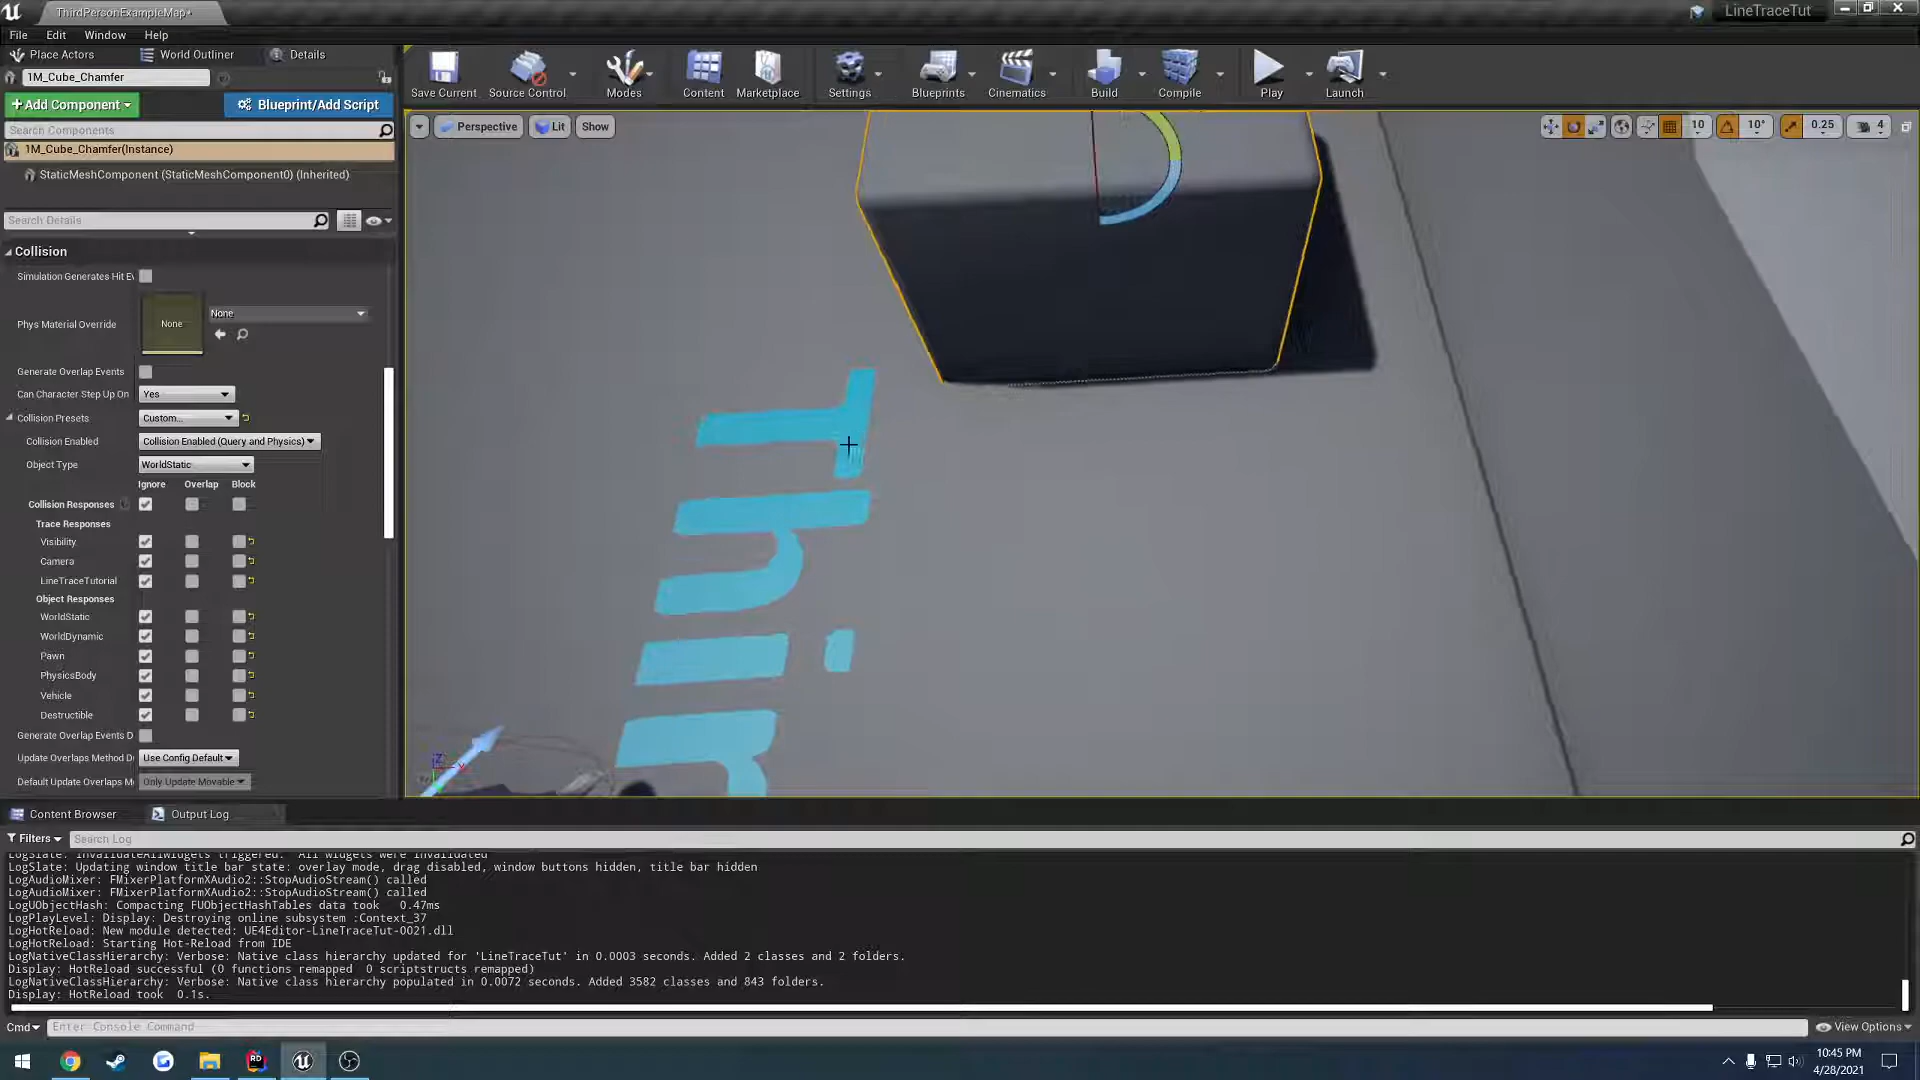 ThirdPersonExampleMap*
LineTraceTut
File Edit Window Help
Place Actors World Outliner Details
1M_Cube_Chamfer
+Add Component Blueprint/Add Script
Search Components
1M_Cube_Chamfer(Instance)
StaticMeshComponent (StaticMeshComponent0) (Inherited)
Search Details
Collision
Simulation Generates Hit Ev
Phys Material Override None None
Generate Overlap Events
Can Character Step Up On Yes
Collision Presets Custom...
Collision Enabled Collision Enabled (Query and Physics)
Object Type WorldStatic
Ignore Overlap Block
Collision Responses
Trace Responses
Visibility
Camera
LineTraceTutorial
Object Responses
WorldStatic
WorldDynamic
Pawn
PhysicsBody
Vehicle
Destructible
Generate Overlap Events D
Update Overlaps Method D Use Config Default
Default Update Overlaps M Only Update Movable
Save Current Source Control Modes Content Marketplace Settings Blueprints Cinematics Build Compile Play Launch
Perspective Lit Show
10 10° 0.25 4
Thir
Content Browser Output Log
Filters Search Log
LogSlate: InvalidateAllWidgets triggered. All widgets were invalidated
LogSlate: Updating window title bar state: overlay mode, drag disabled, window buttons hidden, title bar hidden
LogAudioMixer: FMixerPlatformXAudio2::StopAudioStream() called
LogAudioMixer: FMixerPlatformXAudio2::StopAudioStream() called
LogUObjectHash: Compacting FUObjectHashTables data took 0.47ms
LogPlayLevel: Display: Destroying online subsystem :Context_37
LogHotReload: New module detected: UE4Editor-LineTraceTut-0021.dll
LogHotReload: Starting Hot-Reload from IDE
LogNativeClassHierarchy: Verbose: Native class hierarchy updated for 'LineTraceTut' in 0.0003 seconds. Added 2 classes and 2 folders.
Display: HotReload successful (0 functions remapped 0 scriptstructs remapped)
LogNativeClassHierarchy: Verbose: Native class hierarchy populated in 0.0072 seconds. Added 3582 classes and 843 folders.
Display: HotReload took 0.1s.
Cmd Enter Console Command View Options
10:45 PM
4/28/2021